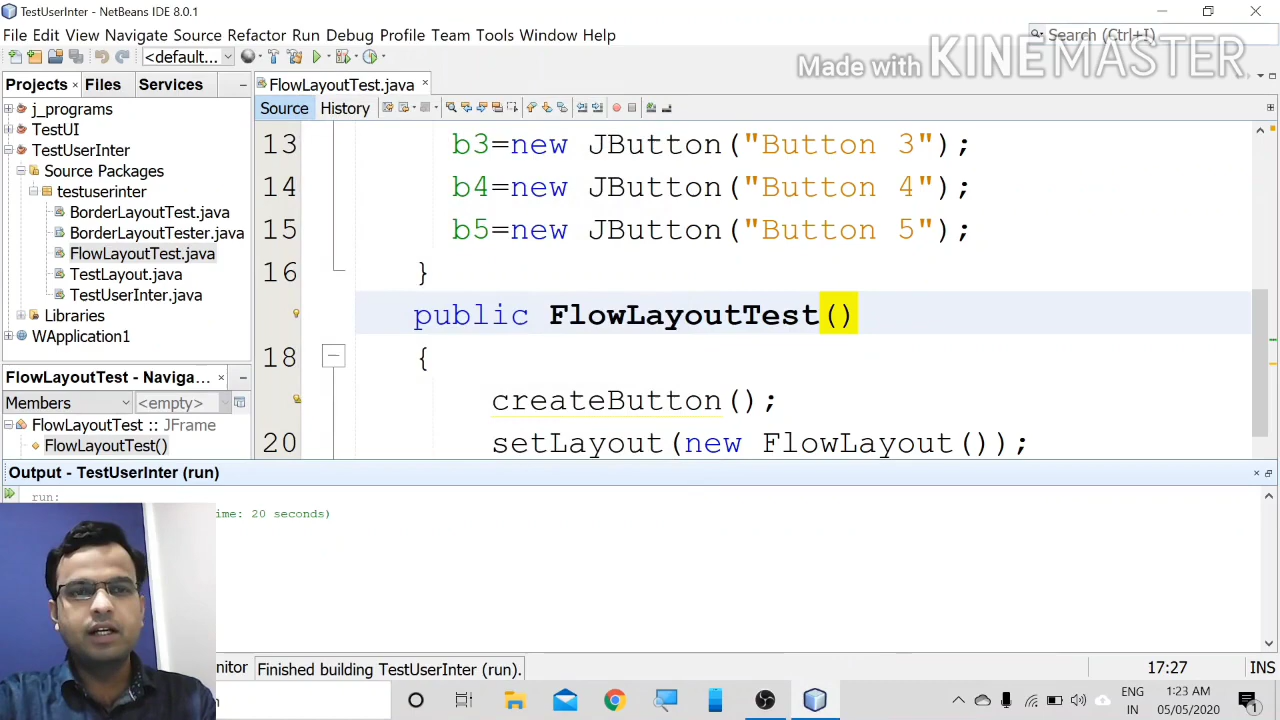 TestUserInter - NetBeans IDE 8.0.1
File Edit View Navigate Source Refactor Run Debug Profile Team Tools Window Help
Search (Ctrl+I)
Made with KINEMASTER
<default...
Projects Files Services
FlowLayoutTest.java
Source History
j_programs
TestUI
TestUserInter
Source Packages
testuserinter
BorderLayoutTest.java
BorderLayoutTester.java
FlowLayoutTest.java
TestLayout.java
TestUserInter.java
Libraries
WApplication1
13 b3=new JButton("Button 3");
14 b4=new JButton("Button 4");
15 b5=new JButton("Button 5");
16 }
public FlowLayoutTest()
18 {
createButton();
20 setLayout(new FlowLayout());
FlowLayoutTest - Naviga...
Members <empty>
FlowLayoutTest :: JFrame
FlowLayoutTest()
Output - TestUserInter (run)
run:
ime: 20 seconds)
nitor
Finished building TestUserInter (run).
17:27 INS
ENG
IN
1:23 AM
05/05/2020
1